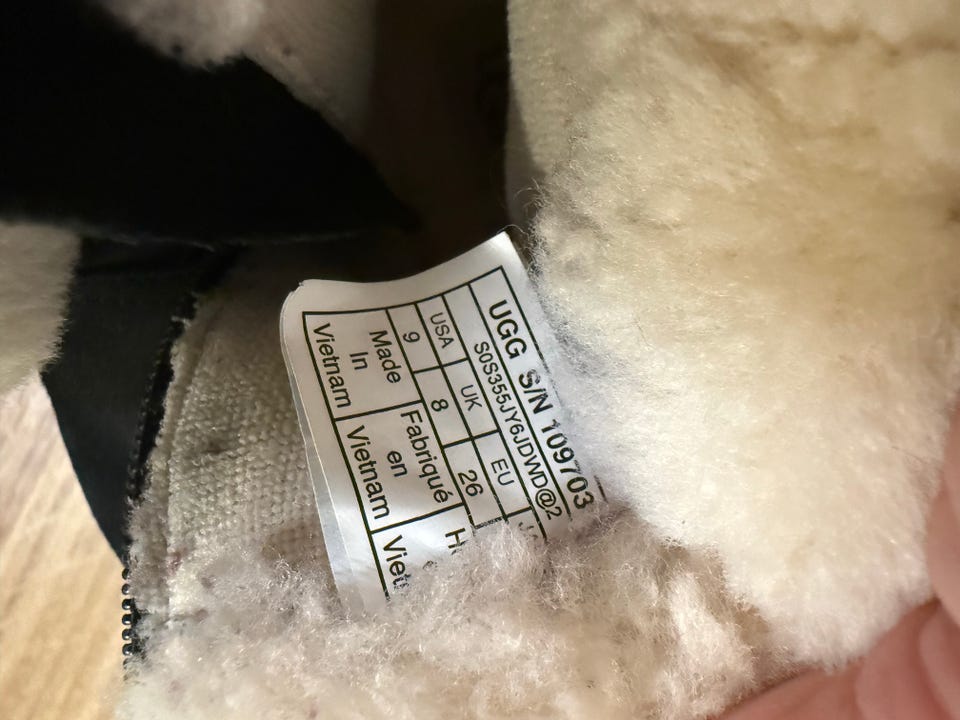 UGG S/N 109703
S0S355JY6JDWD@2
USA UK EU
9 8 26
Made Fabriqué
In en
Vietnam Vietnam